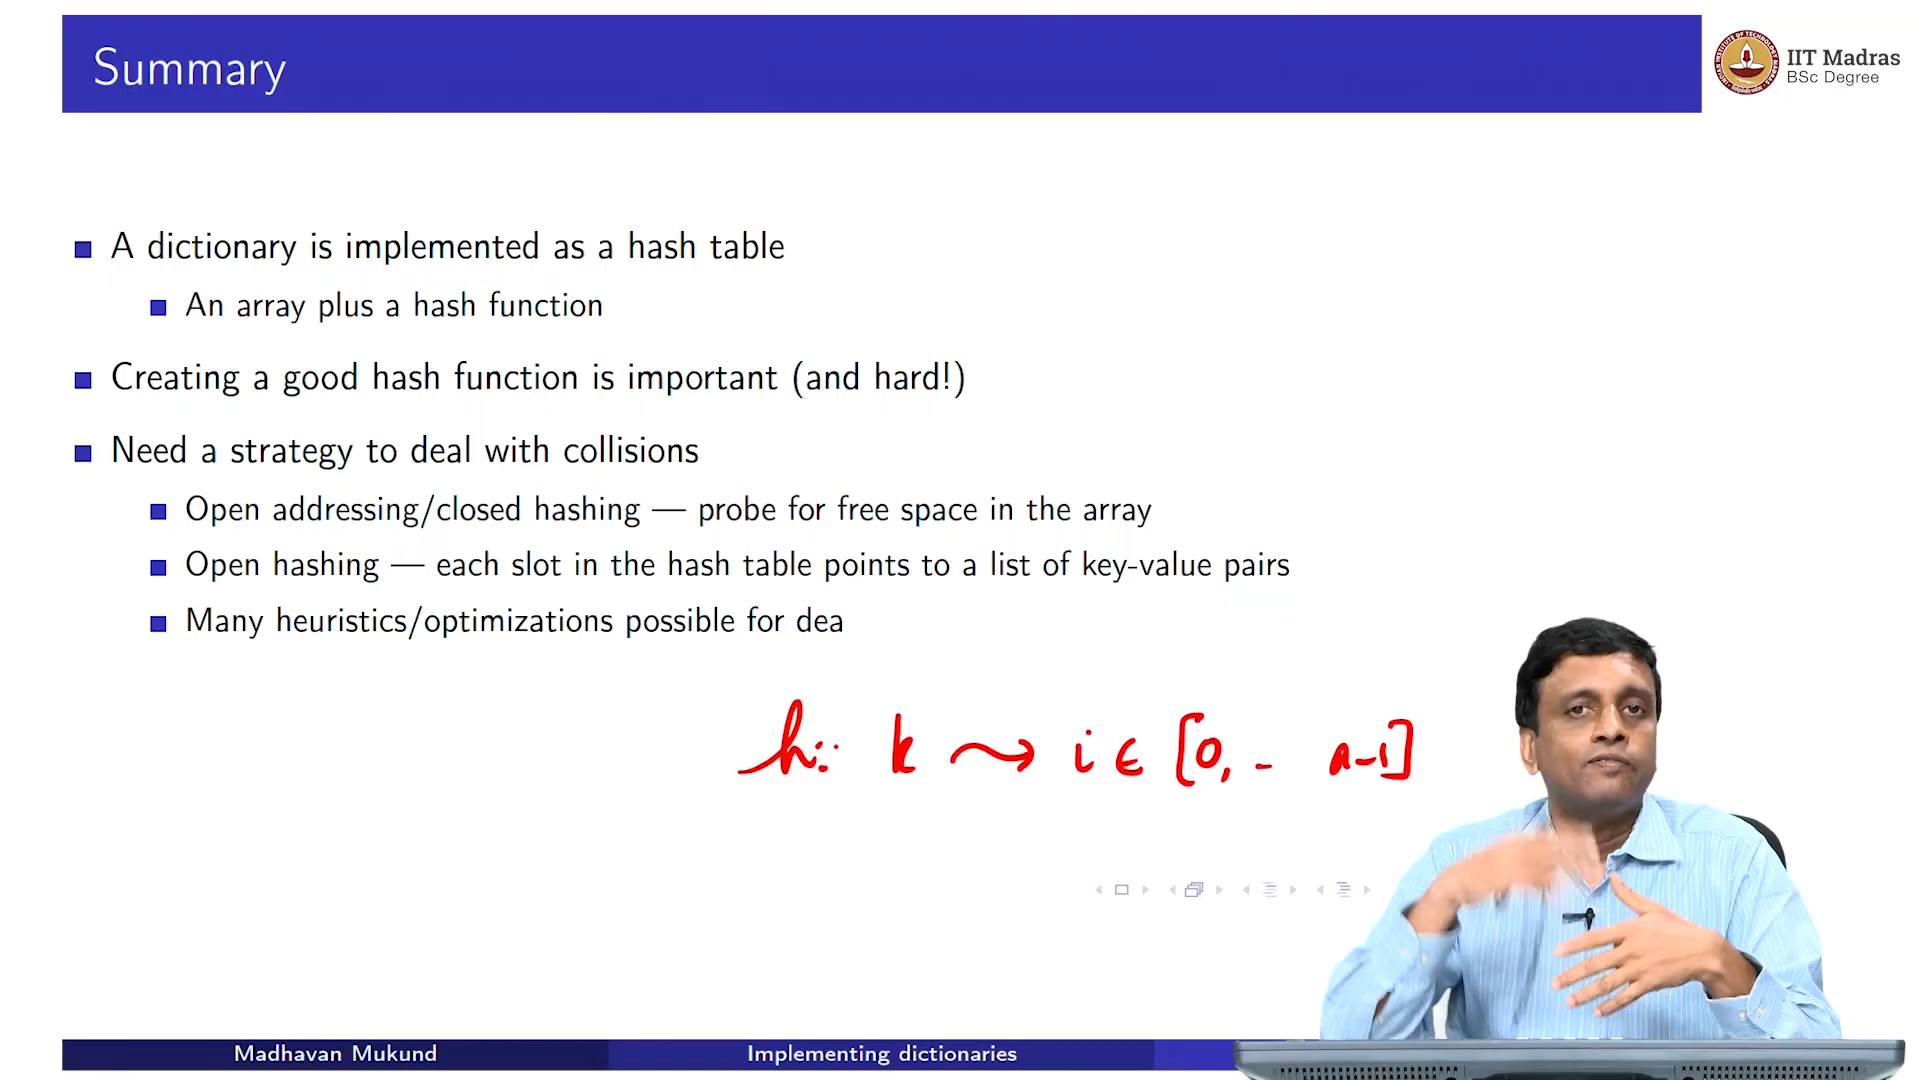 Summary
IIT Madras
BSc Degree
A dictionary is implemented as a hash table
An array plus a hash function
Creating a good hash function is important (and hard!)
Need a strategy to deal with collisions
Open addressing/closed hashing — probe for free space in the array
Open hashing — each slot in the hash table points to a list of key-value pairs
Many heuristics/optimizations possible for dea
h: k ⤳ i ∈ [0, - n-1]
Madhavan Mukund
Implementing dictionaries